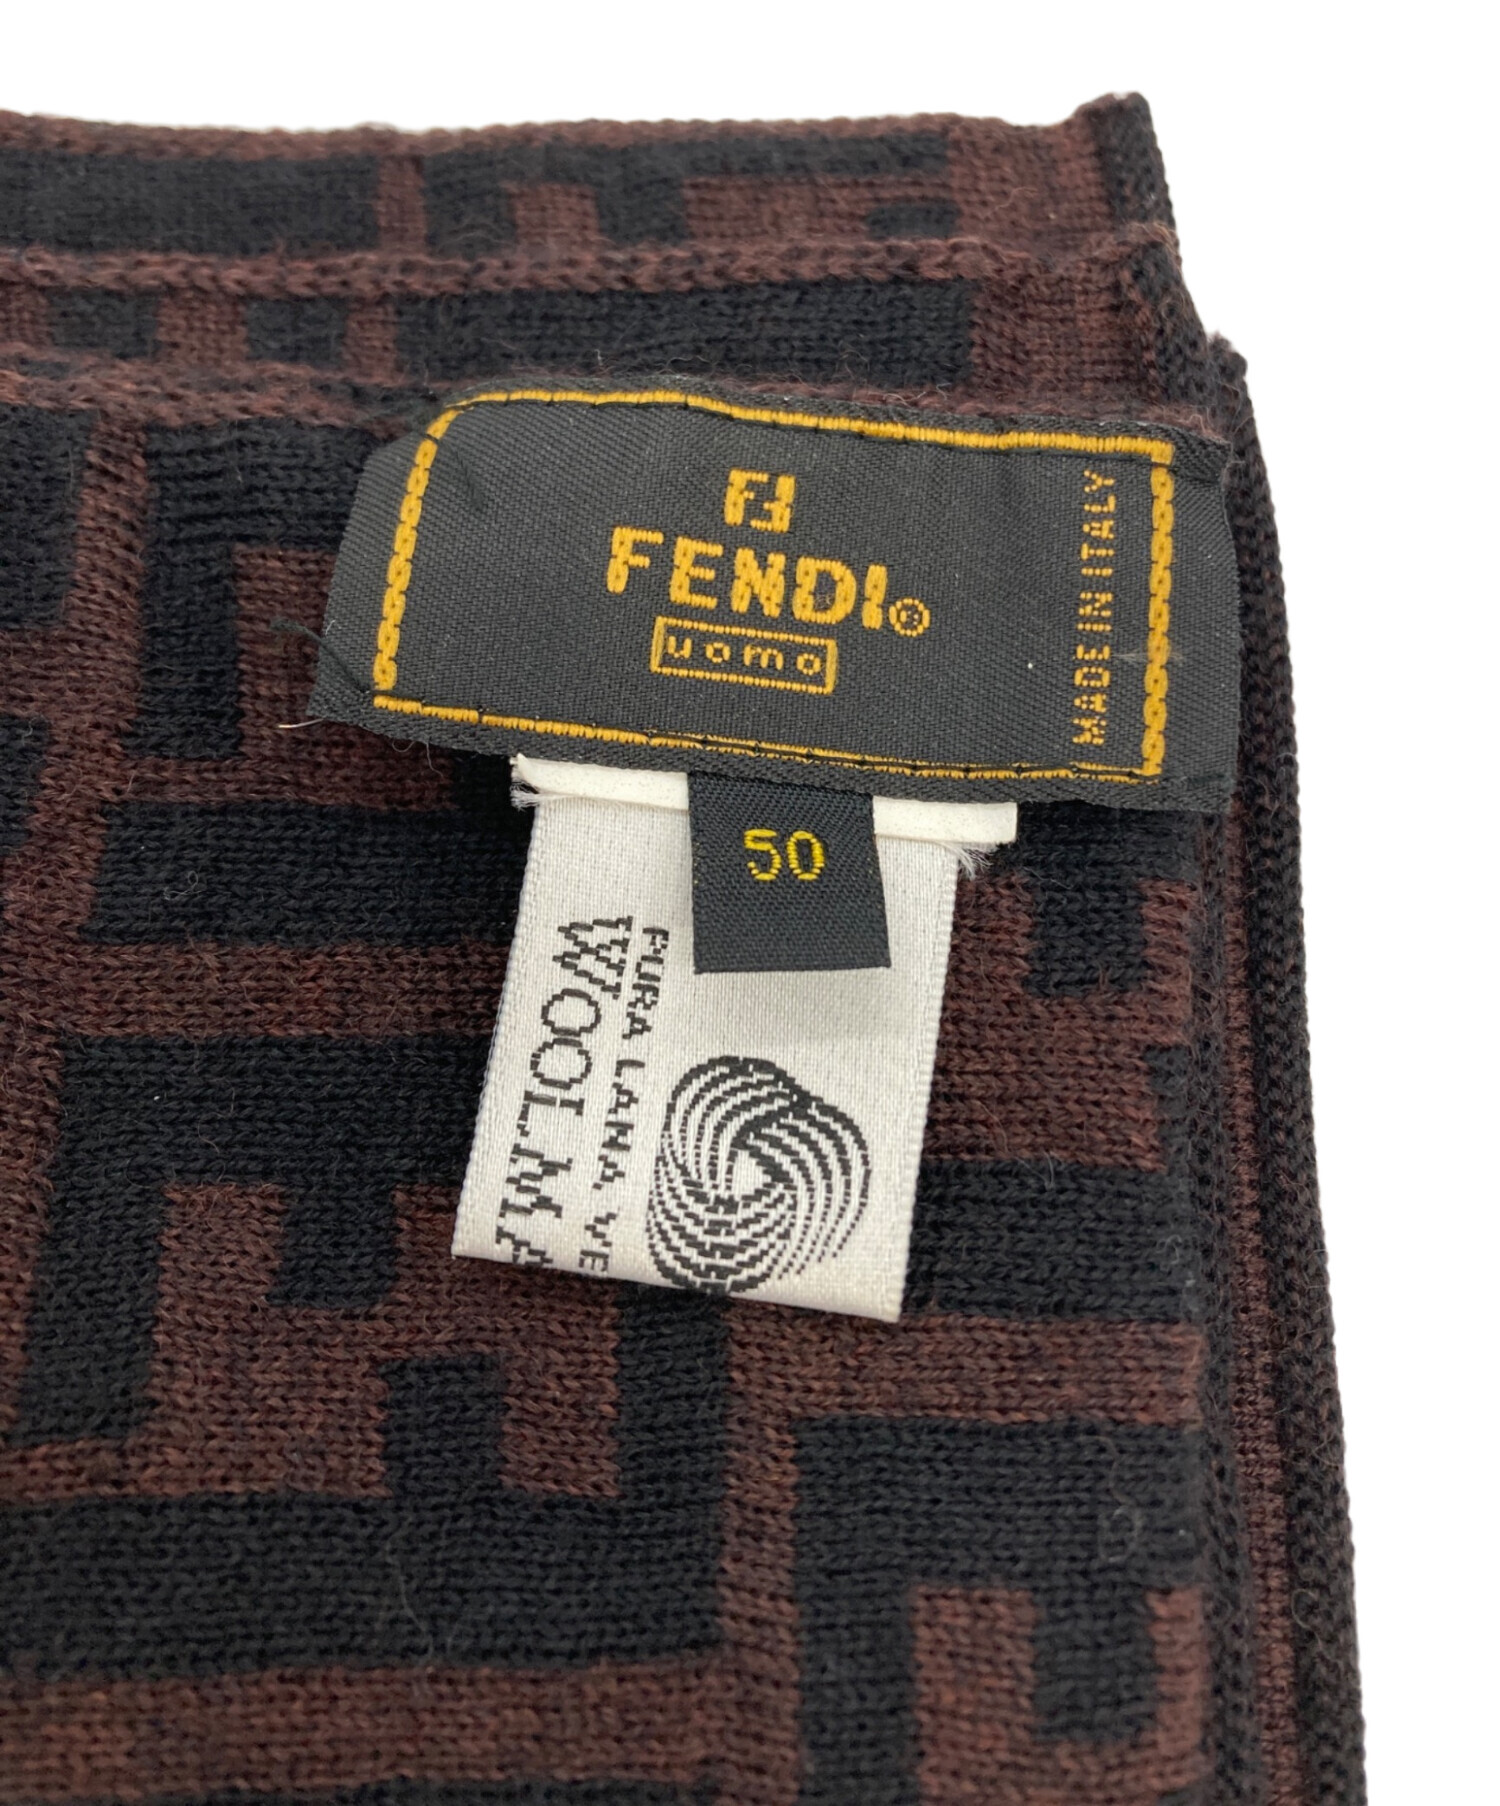 FF
FENDI®
uomo
MADE IN ITALY
50
PURA LANA VE
WOOLMA